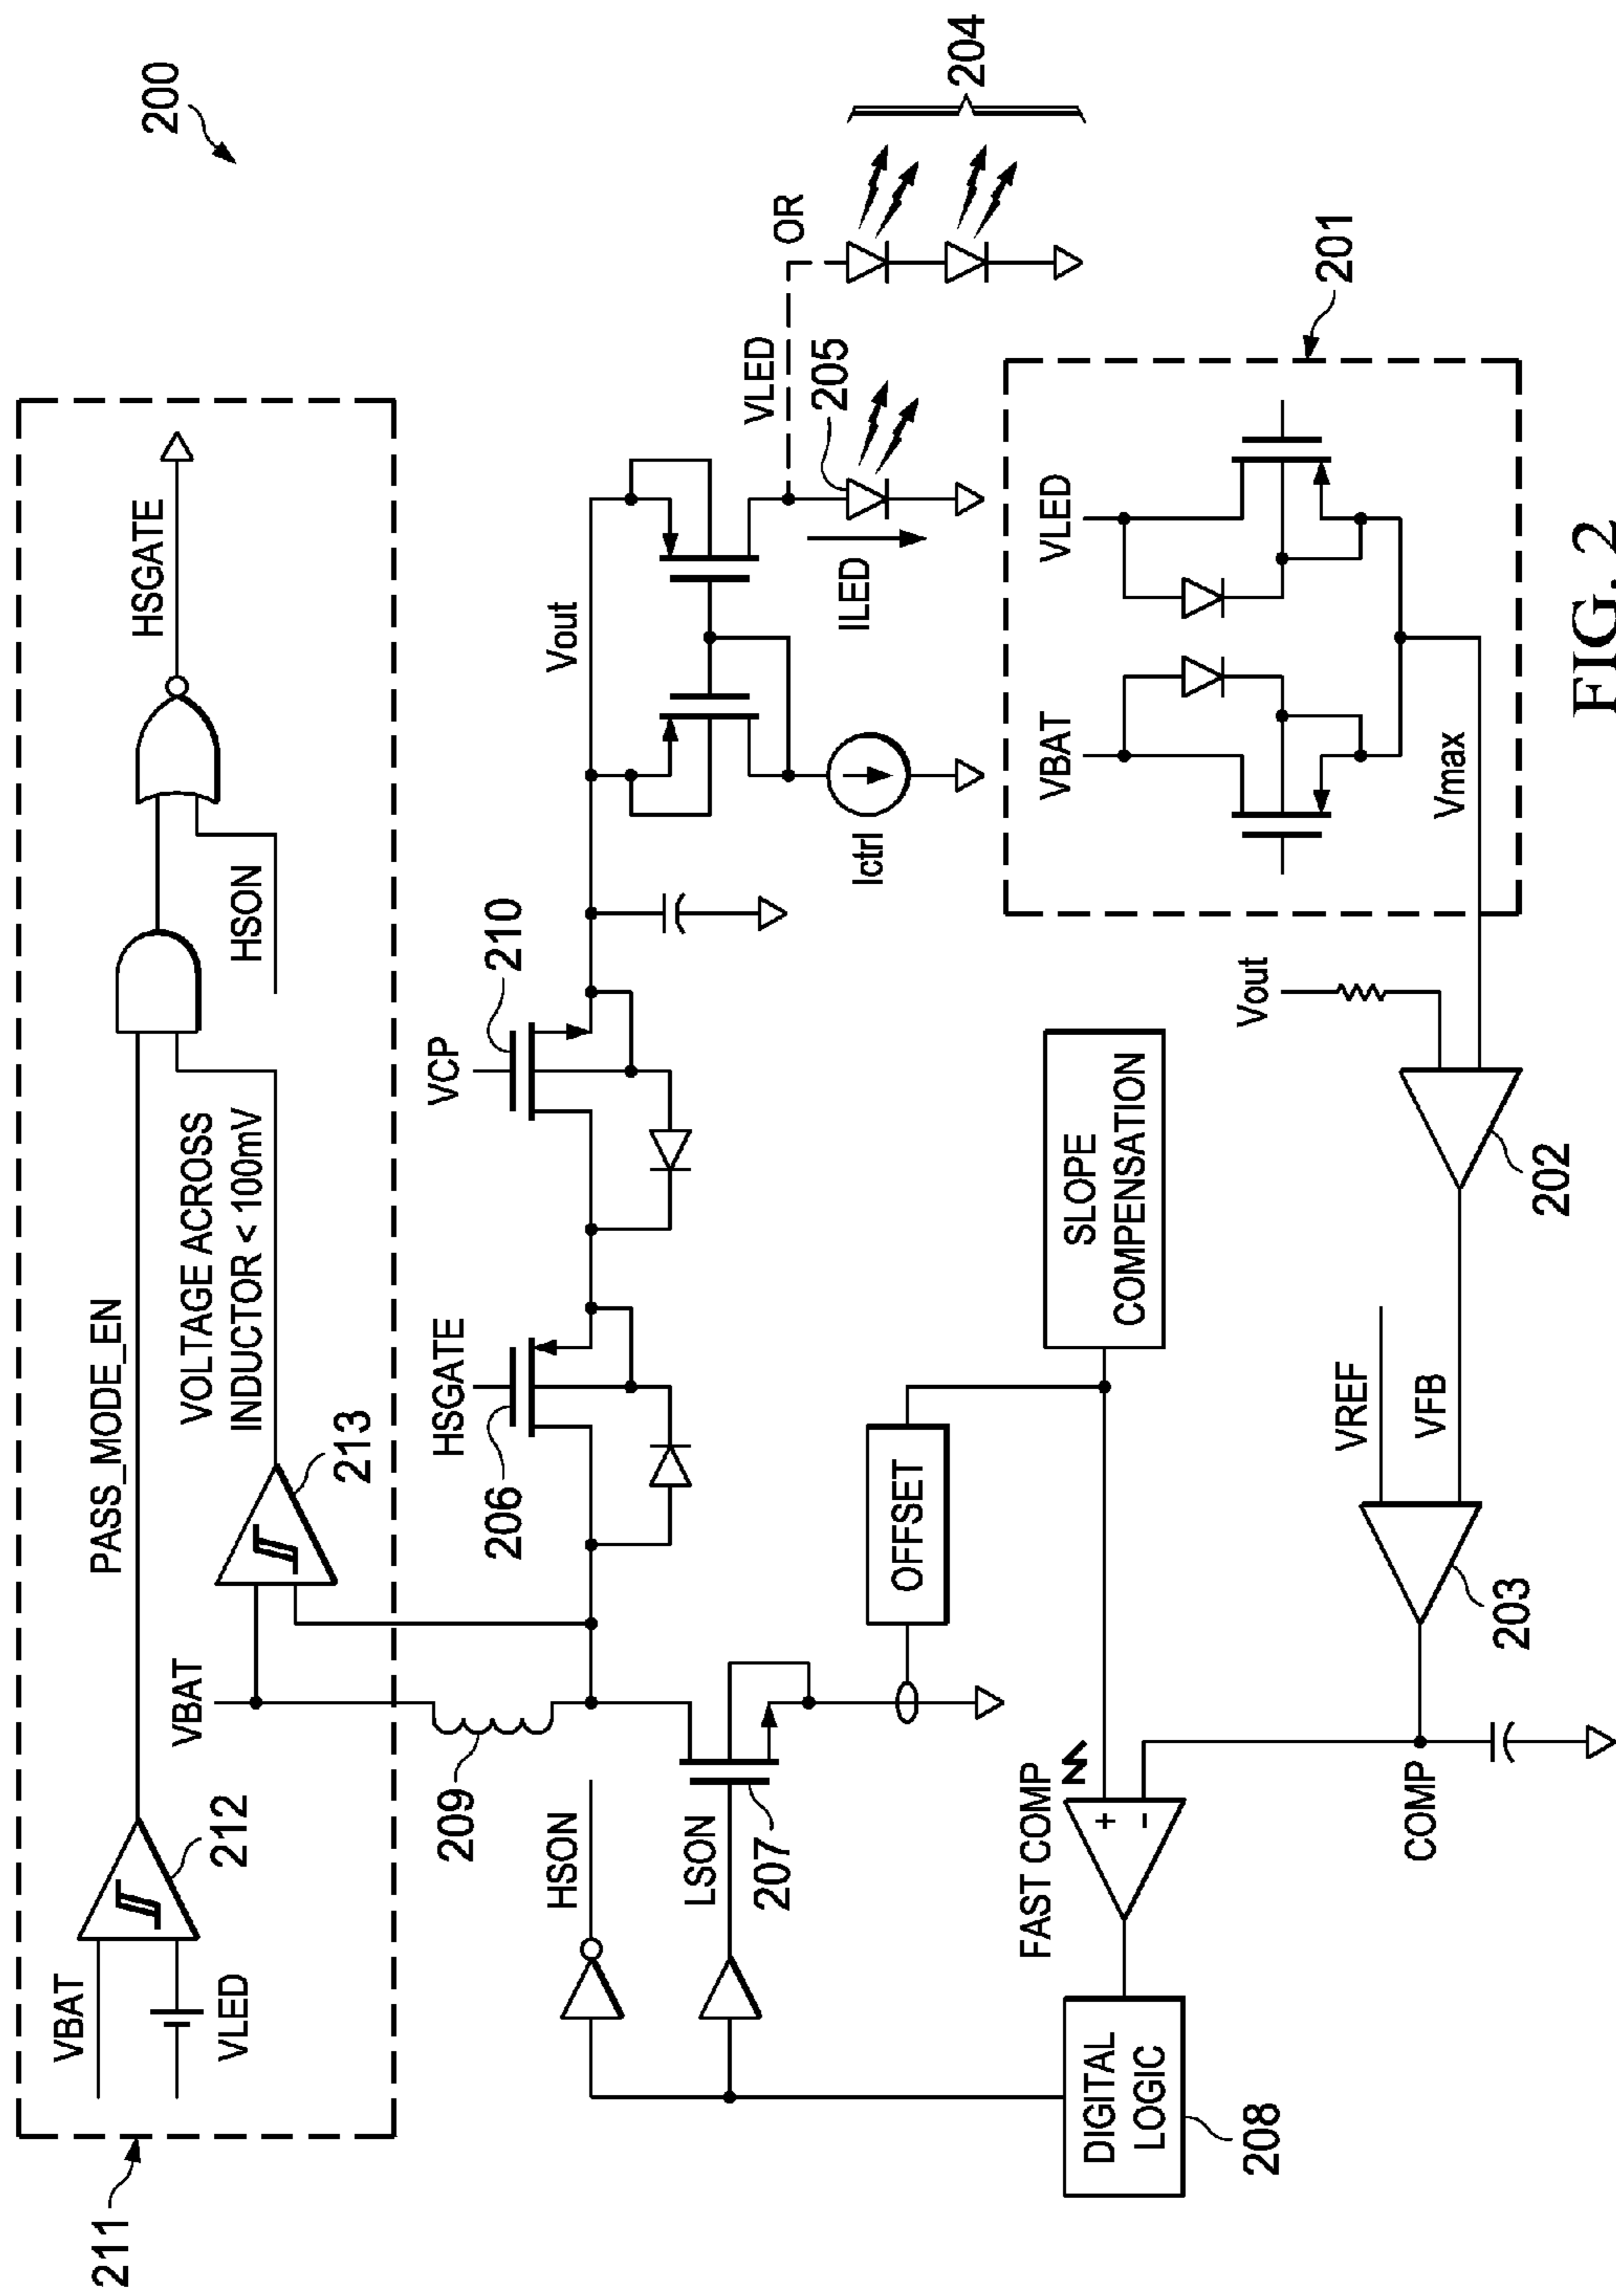 200
211
VBAT
VLED
212
PASS_MODE_EN
VBAT
213
VOLTAGE ACROSS
INDUCTOR < 100mV
HSON
HSGATE
209
HSON
LSON
207
HSGATE
206
VCP
210
Vout
Ictrl
ILED
VLED
205
OR
204
OFFSET
SLOPE
COMPENSATION
FAST COMP
+
-
DIGITAL
LOGIC
208
COMP
203
VREF
VFB
202
Vout
VBAT
VLED
Vmax
201
FIG. 2